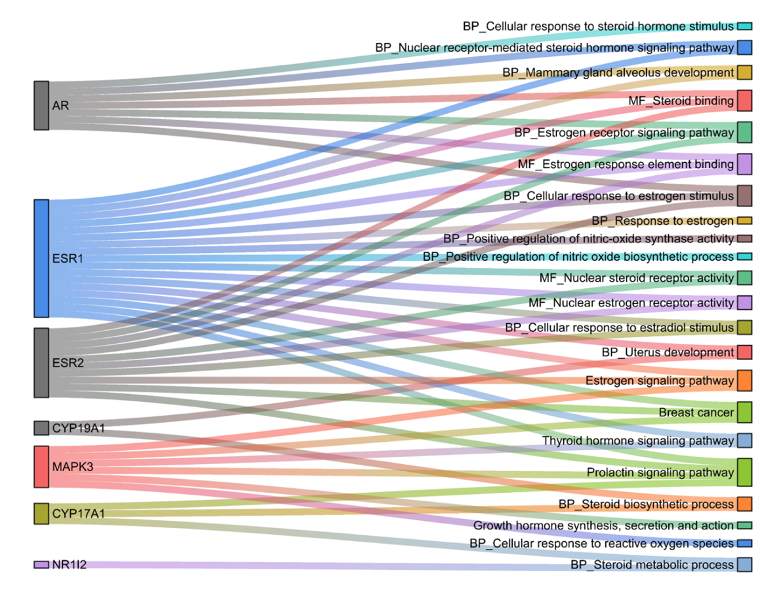 AR
ESR1
ESR2
CYP19A1
MAPK3
CYP17A1
NR1I2
BP_Cellular response to steroid hormone stimulus
BP_Nuclear receptor-mediated steroid hormone signaling pathway
BP_Mammary gland alveolus development
MF_Steroid binding
BP_Estrogen receptor signaling pathway
MF_Estrogen response element binding
BP_Cellular response to estrogen stimulus
BP_Response to estrogen
BP_Positive regulation of nitric-oxide synthase activity
BP_Positive regulation of nitric oxide biosynthetic process
MF_Nuclear steroid receptor activity
MF_Nuclear estrogen receptor activity
BP_Cellular response to estradiol stimulus
BP_Uterus development
Estrogen signaling pathway
Breast cancer
Thyroid hormone signaling pathway
Prolactin signaling pathway
BP_Steroid biosynthetic process
Growth hormone synthesis, secretion and action
BP_Cellular response to reactive oxygen species
BP_Steroid metabolic process